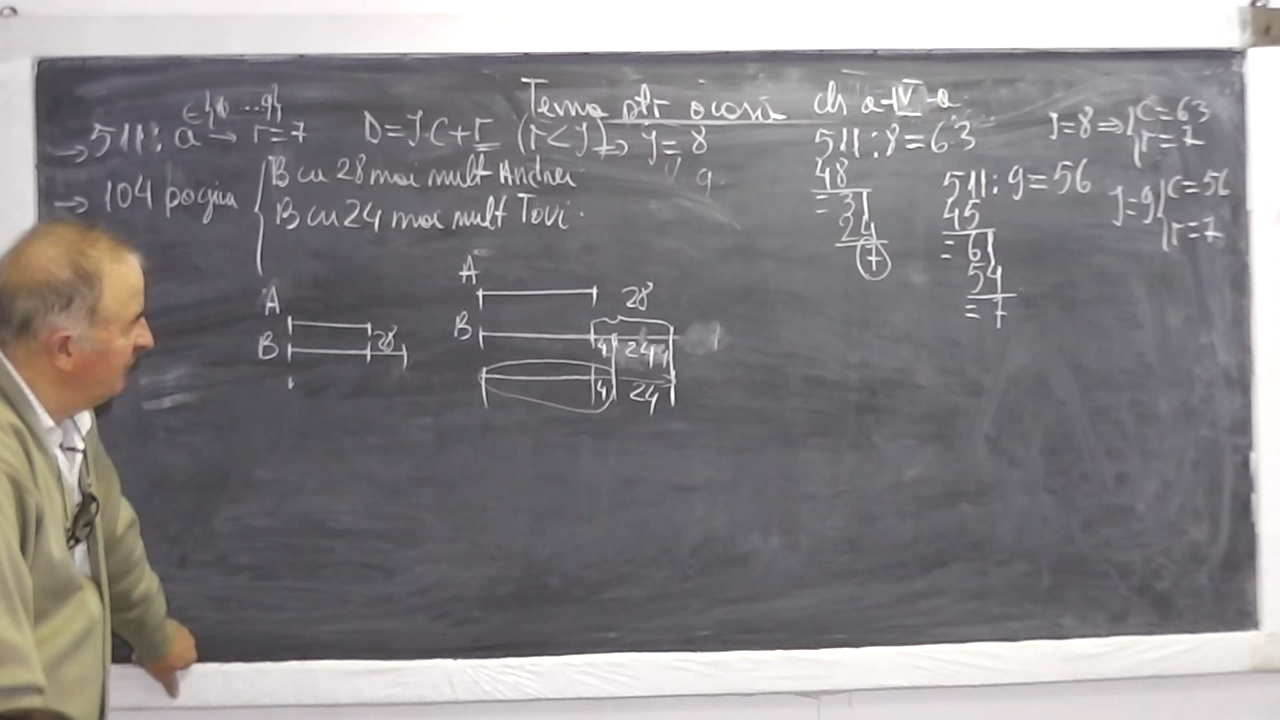 Tema ptr acasă cls a-IV-a
511 : a → r=7
D=J·C+r (r<J) ⇒ J=8
9
→ 104 pagini
B cu 28 mai mult Andrei
B cu 24 mai mult Tovi
511:8=63
48
=31
24
7
511:9=56
45
=61
54
=7
J=8 ⇒ { C=63
r=7
J=9 { C=56
r=7
A
B 28
A
28
B 4 24
4 24